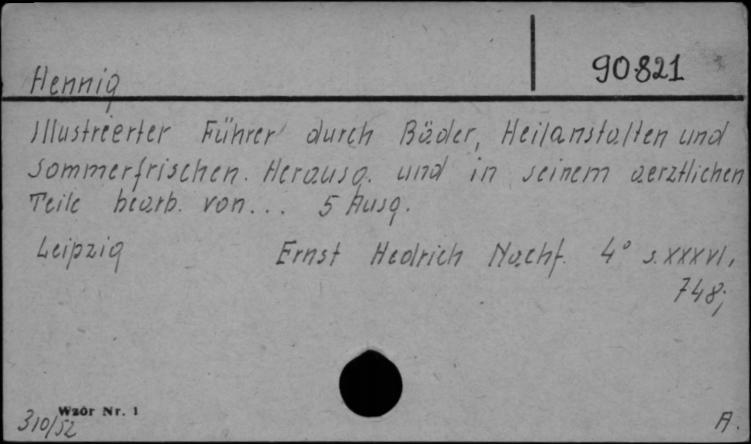 Hennig
90821
Illustrierter Führer durch Bäder, Heilanstalten und
Sommerfrischen. Herausg. und in seinem aerztlichen
Teile bearb. von... 5 Ausg.
Leipzig Ernst Hedrich Nachf. 4° s. XXXVI,
748;
Wzór Nr. 1
310/52
A.